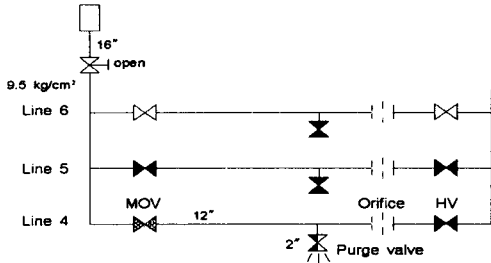 16"
open
9.5 kg/cm²
Line 6
Line 5
Line 4
MOV
12"
Orifice
HV
2"
Purge valve